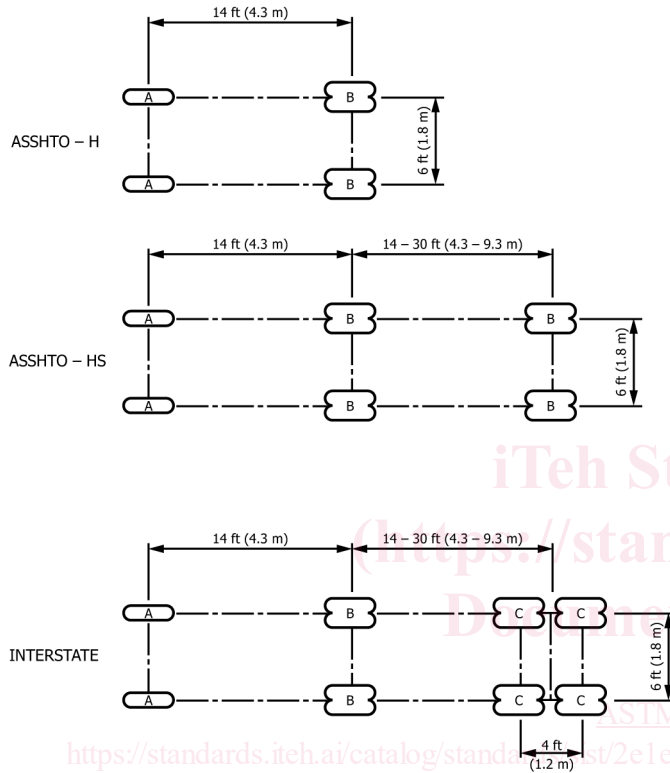 14 ft (4.3 m)
A B
ASSHTO – H
6 ft (1.8 m)
A B
14 ft (4.3 m) 14 – 30 ft (4.3 – 9.3 m)
A B B
ASSHTO – HS
6 ft (1.8 m)
A B B
iTeh St
14 ft (4.3 m) 14 – 30 ft (4.3 – 9.3 m)
(https://stan
A B C C
Docume
INTERSTATE
6 ft (1.8 m)
A B C C
ASTM
4 ft
(1.2 m)
https://standards.iteh.ai/catalog/standa ist/2e1e